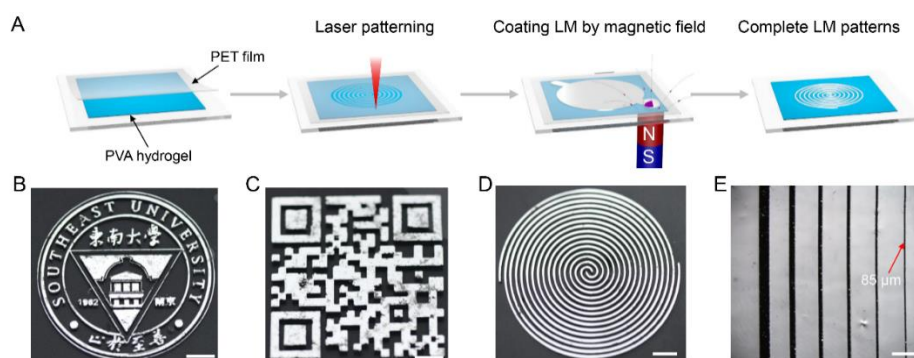 A
Laser patterning
Coating LM by magnetic field
Complete LM patterns
PET film
PVA hydrogel
N
S
B
C
D
E
SOUTHEAST UNIVERSITY
東南大學
1902
南京
止於至善
85 μm